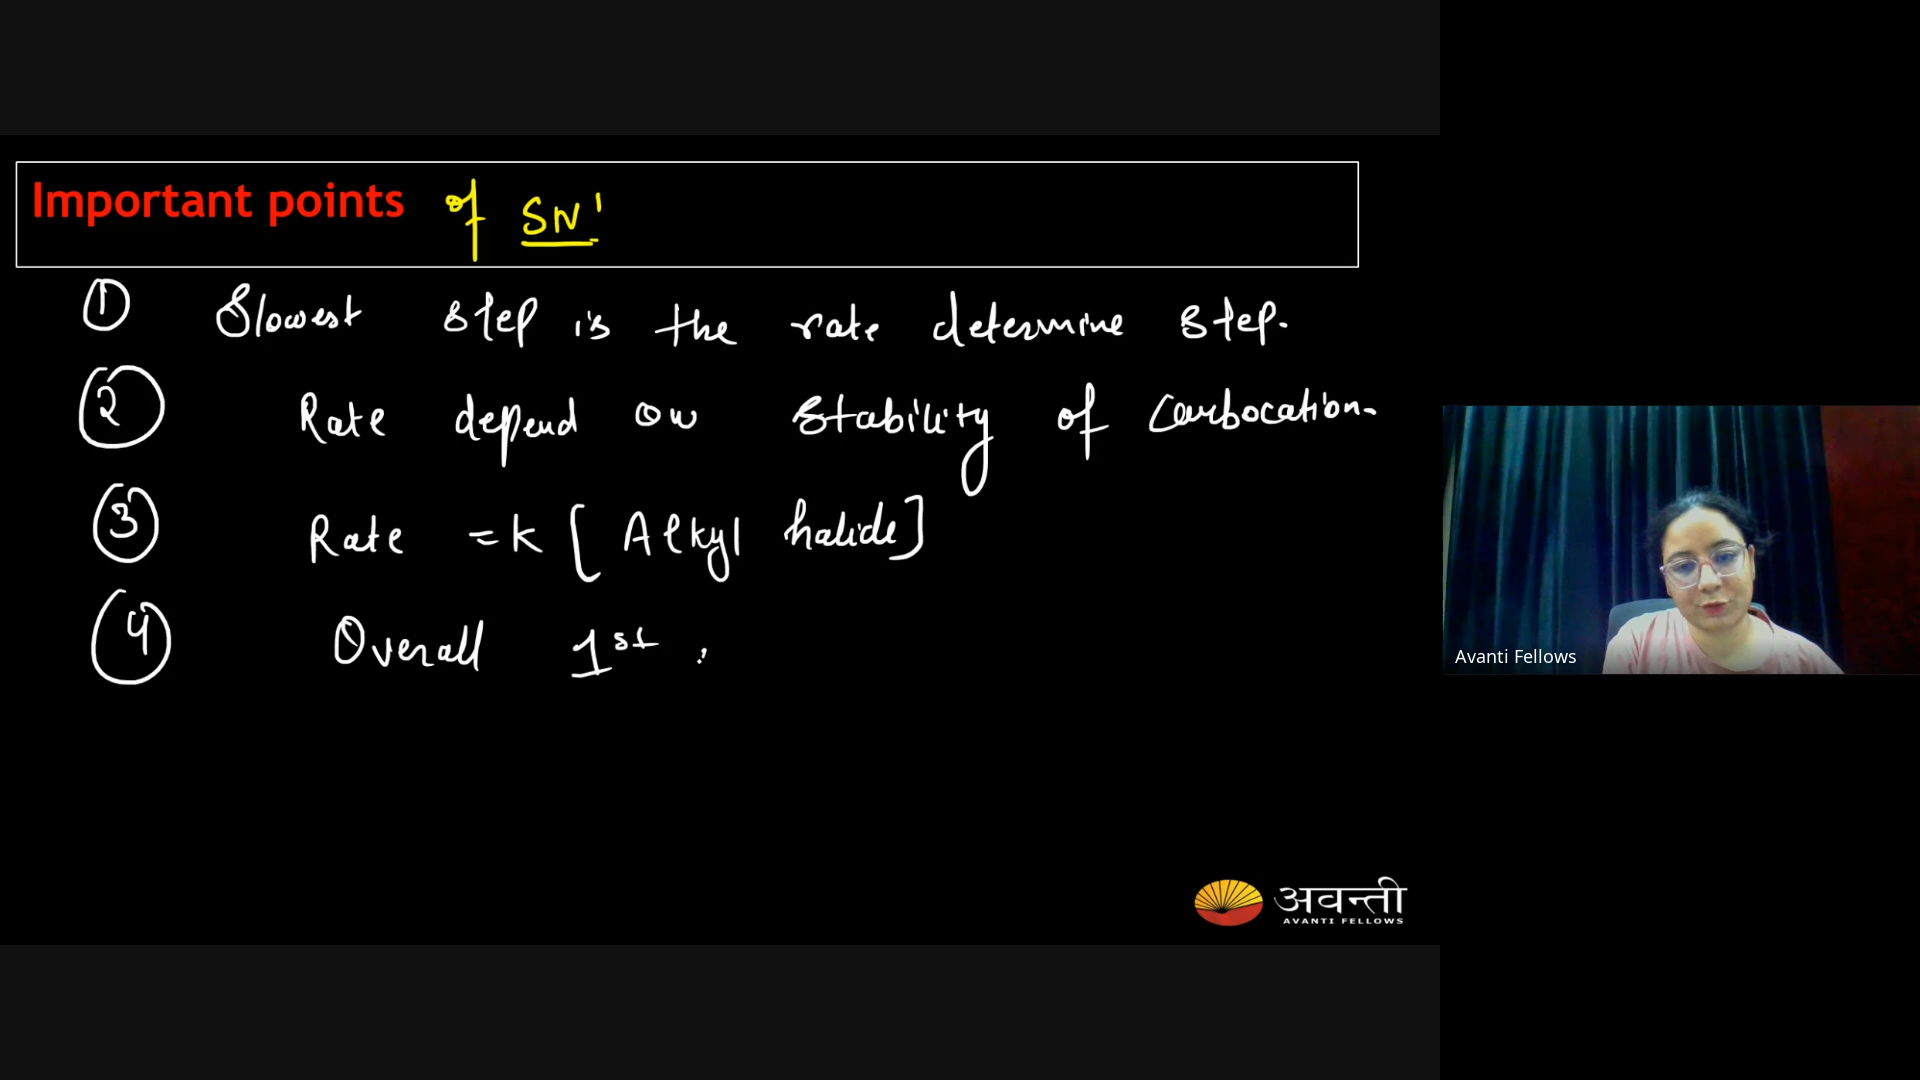 Important points of SN1
① Slowest step is the rate determine step.
② Rate depend on stability of carbocation.
③ Rate = k [Alkyl halide]
④ Overall 1st
Avanti Fellows
अवन्ती
AVANTI FELLOWS